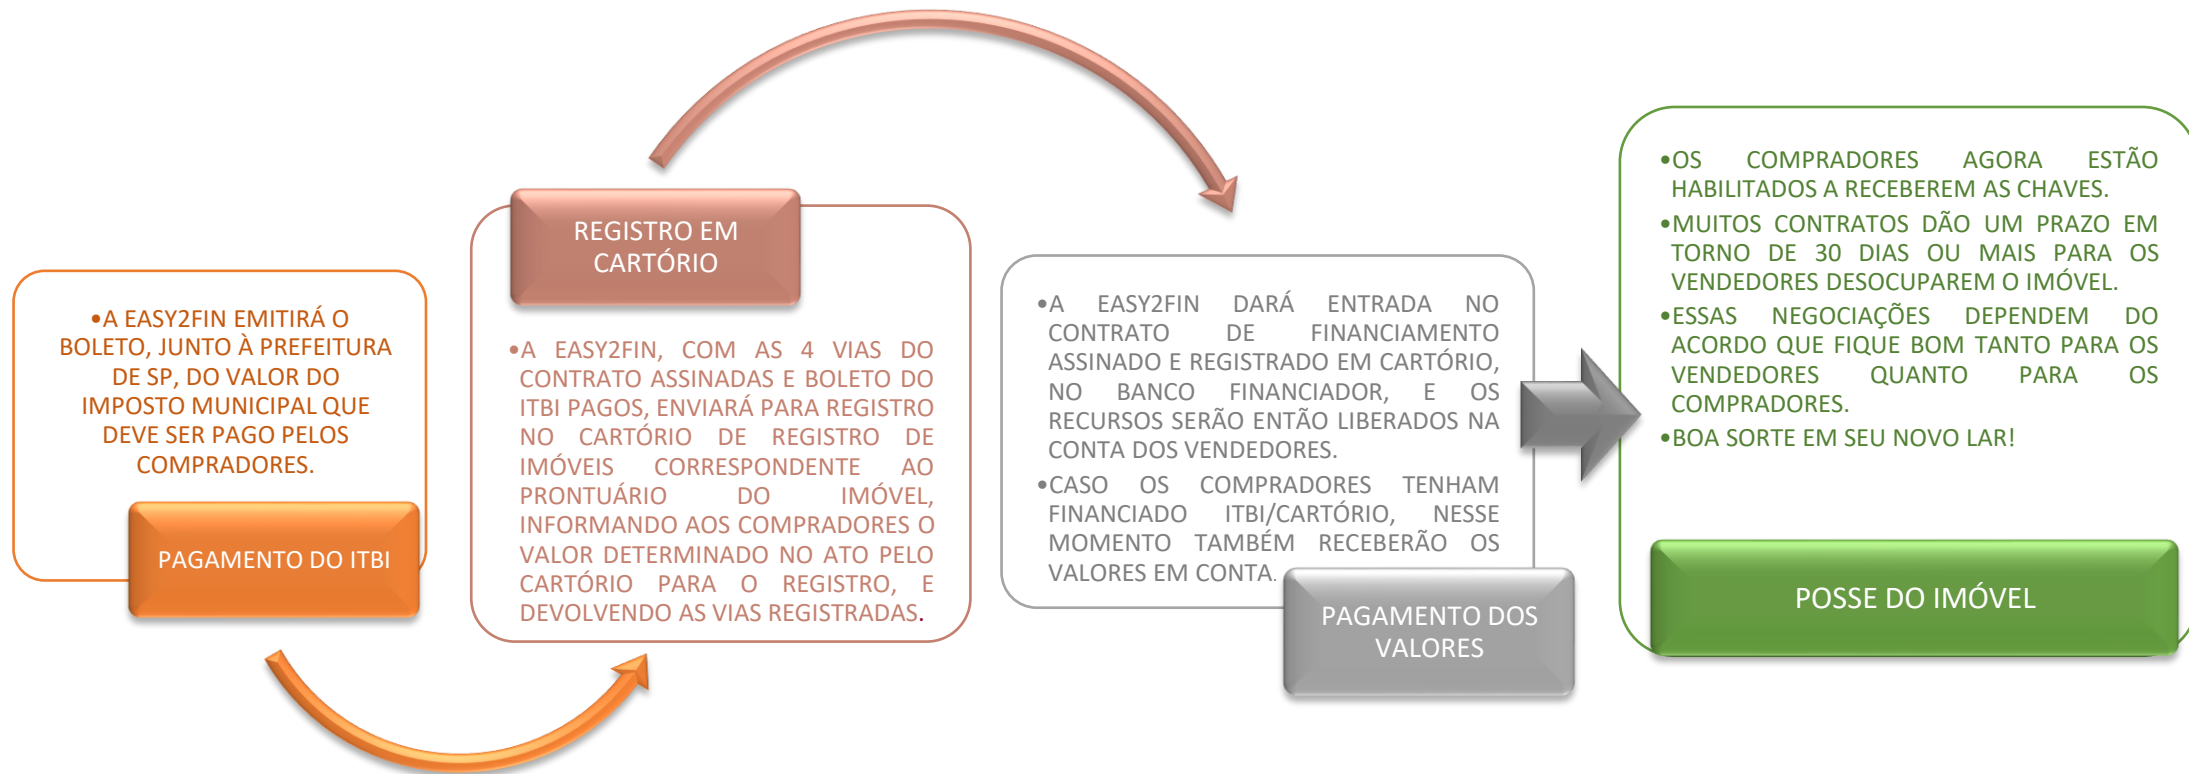 •A EASY2FIN EMITIRÁ O
BOLETO, JUNTO À PREFEITURA
DE SP, DO VALOR DO
IMPOSTO MUNICIPAL QUE
DEVE SER PAGO PELOS
COMPRADORES.
PAGAMENTO DO ITBI
REGISTRO EM
CARTÓRIO
•A EASY2FIN, COM AS 4 VIAS DO
CONTRATO ASSINADAS E BOLETO DO
ITBI PAGOS, ENVIARÁ PARA REGISTRO
NO CARTÓRIO DE REGISTRO DE
IMÓVEIS CORRESPONDENTE AO
PRONTUÁRIO DO IMÓVEL,
INFORMANDO AOS COMPRADORES O
VALOR DETERMINADO NO ATO PELO
CARTÓRIO PARA O REGISTRO, E
DEVOLVENDO AS VIAS REGISTRADAS.
•A EASY2FIN DARÁ ENTRADA NO
CONTRATO DE FINANCIAMENTO
ASSINADO E REGISTRADO EM CARTÓRIO,
NO BANCO FINANCIADOR, E OS
RECURSOS SERÃO ENTÃO LIBERADOS NA
CONTA DOS VENDEDORES.
•CASO OS COMPRADORES TENHAM
FINANCIADO ITBI/CARTÓRIO, NESSE
MOMENTO TAMBÉM RECEBERÃO OS
VALORES EM CONTA.
PAGAMENTO DOS
VALORES
•OS COMPRADORES AGORA ESTÃO
HABILITADOS A RECEBEREM AS CHAVES.
•MUITOS CONTRATOS DÃO UM PRAZO EM
TORNO DE 30 DIAS OU MAIS PARA OS
VENDEDORES DESOCUPAREM O IMÓVEL.
•ESSAS NEGOCIAÇÕES DEPENDEM DO
ACORDO QUE FIQUE BOM TANTO PARA OS
VENDEDORES QUANTO PARA OS
COMPRADORES.
•BOA SORTE EM SEU NOVO LAR!
POSSE DO IMÓVEL